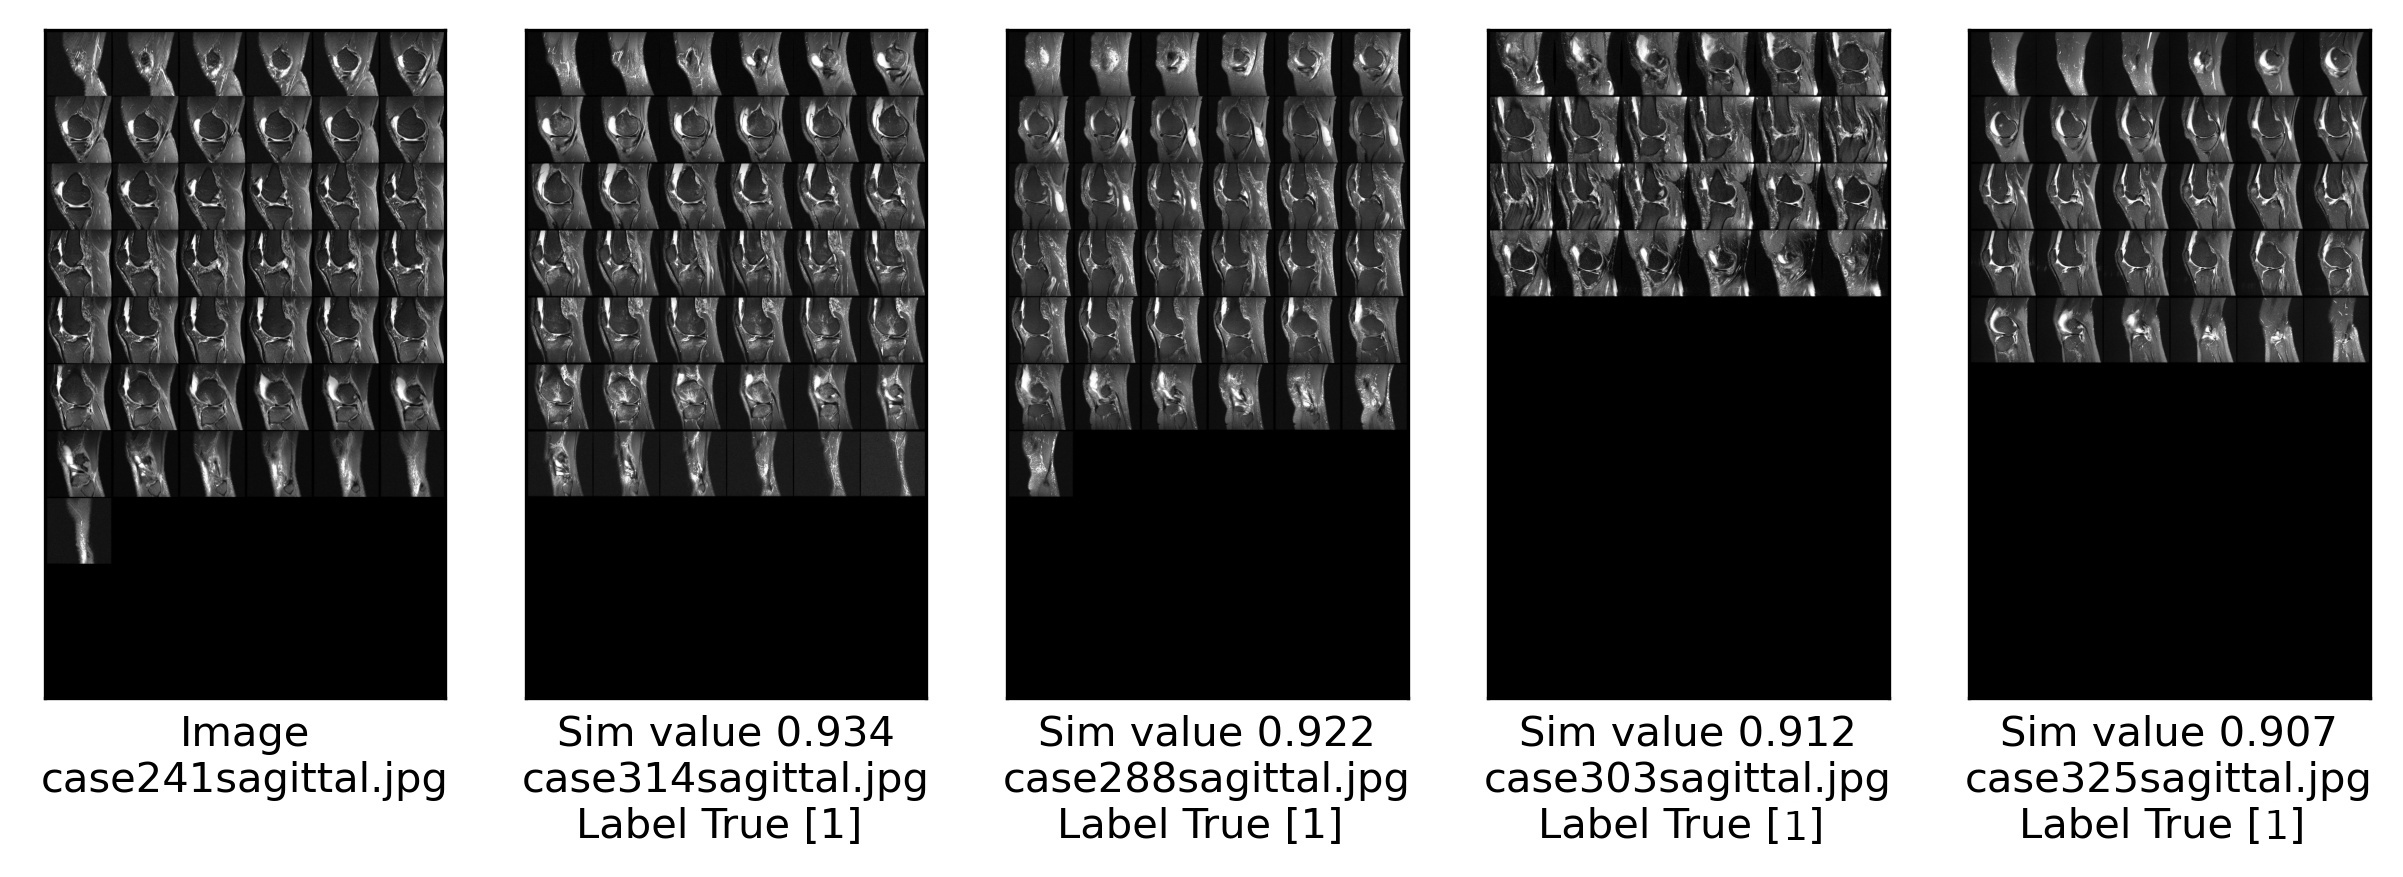 Image
case241sagittal.jpg
Sim value 0.934
case314sagittal.jpg
Label True [1]
Sim value 0.922
case288sagittal.jpg
Label True [1]
Sim value 0.912
case303sagittal.jpg
Label True [1]
Sim value 0.907
case325sagittal.jpg
Label True [1]